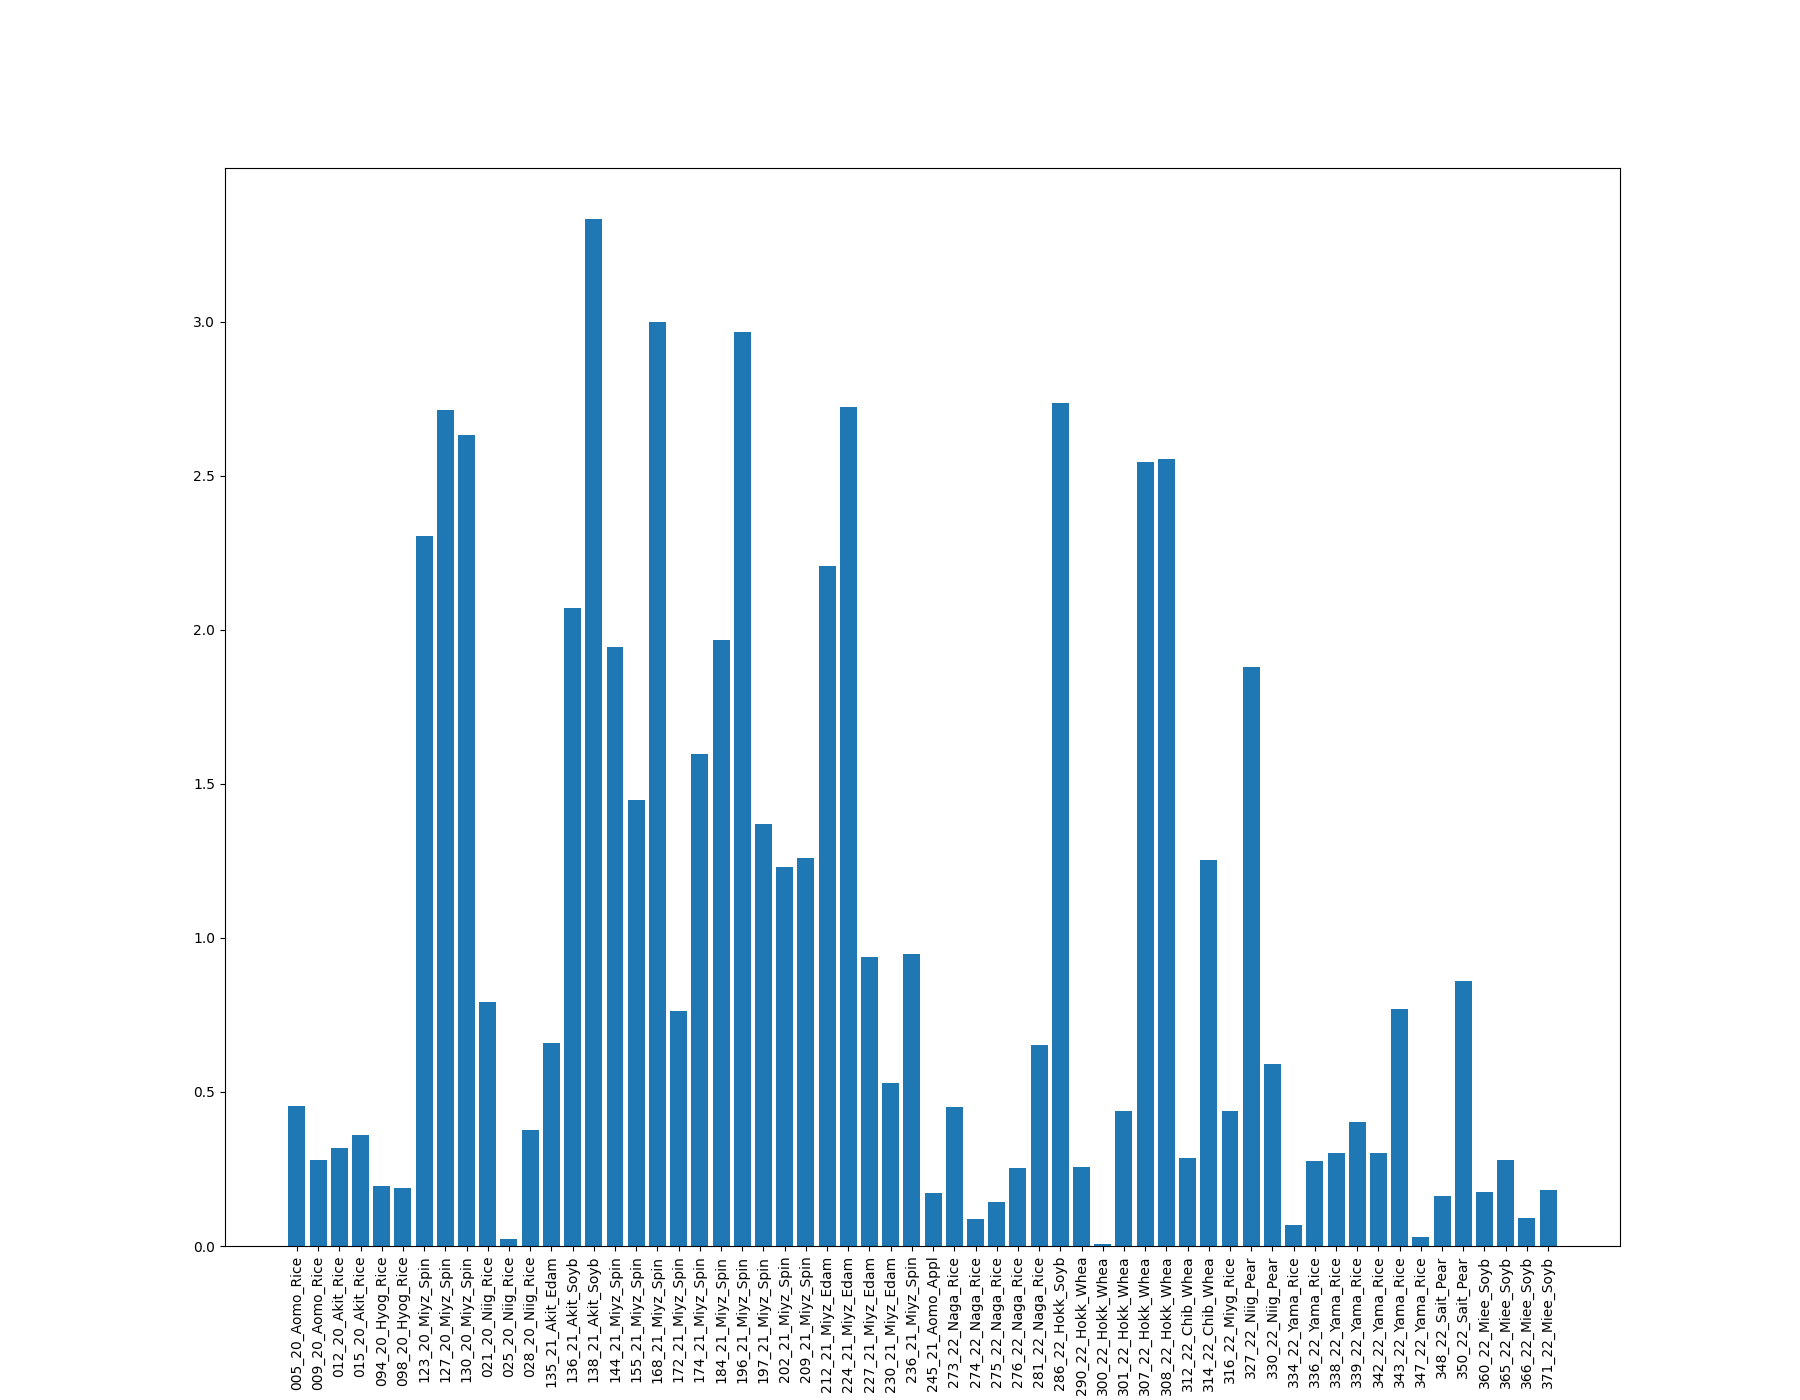 3.0
2.5
2.0
1.5
1.0
0.5
0.0
005_20_Aomo_Rice
009_20_Aomo_Rice
012_20_Akit_Rice
015_20_Akit_Rice
094_20_Hyog_Rice
098_20_Hyog_Rice
123_20_Miyz_Spin
127_20_Miyz_Spin
130_20_Miyz_Spin
021_20_Niig_Rice
025_20_Niig_Rice
028_20_Niig_Rice
135_21_Akit_Edam
136_21_Akit_Soyb
138_21_Akit_Soyb
144_21_Miyz_Spin
155_21_Miyz_Spin
168_21_Miyz_Spin
172_21_Miyz_Spin
174_21_Miyz_Spin
184_21_Miyz_Spin
196_21_Miyz_Spin
197_21_Miyz_Spin
202_21_Miyz_Spin
209_21_Miyz_Spin
212_21_Miyz_Edam
224_21_Miyz_Edam
227_21_Miyz_Edam
230_21_Miyz_Edam
236_21_Miyz_Spin
245_21_Aomo_Appl
273_22_Naga_Rice
274_22_Naga_Rice
275_22_Naga_Rice
276_22_Naga_Rice
281_22_Naga_Rice
286_22_Hokk_Soyb
290_22_Hokk_Whea
300_22_Hokk_Whea
301_22_Hokk_Whea
307_22_Hokk_Whea
308_22_Hokk_Whea
312_22_Chib_Whea
314_22_Chib_Whea
316_22_Miyg_Rice
327_22_Niig_Pear
330_22_Niig_Pear
334_22_Yama_Rice
336_22_Yama_Rice
338_22_Yama_Rice
339_22_Yama_Rice
342_22_Yama_Rice
343_22_Yama_Rice
347_22_Yama_Rice
348_22_Sait_Pear
350_22_Sait_Pear
360_22_Miee_Soyb
365_22_Miee_Soyb
366_22_Miee_Soyb
371_22_Miee_Soyb